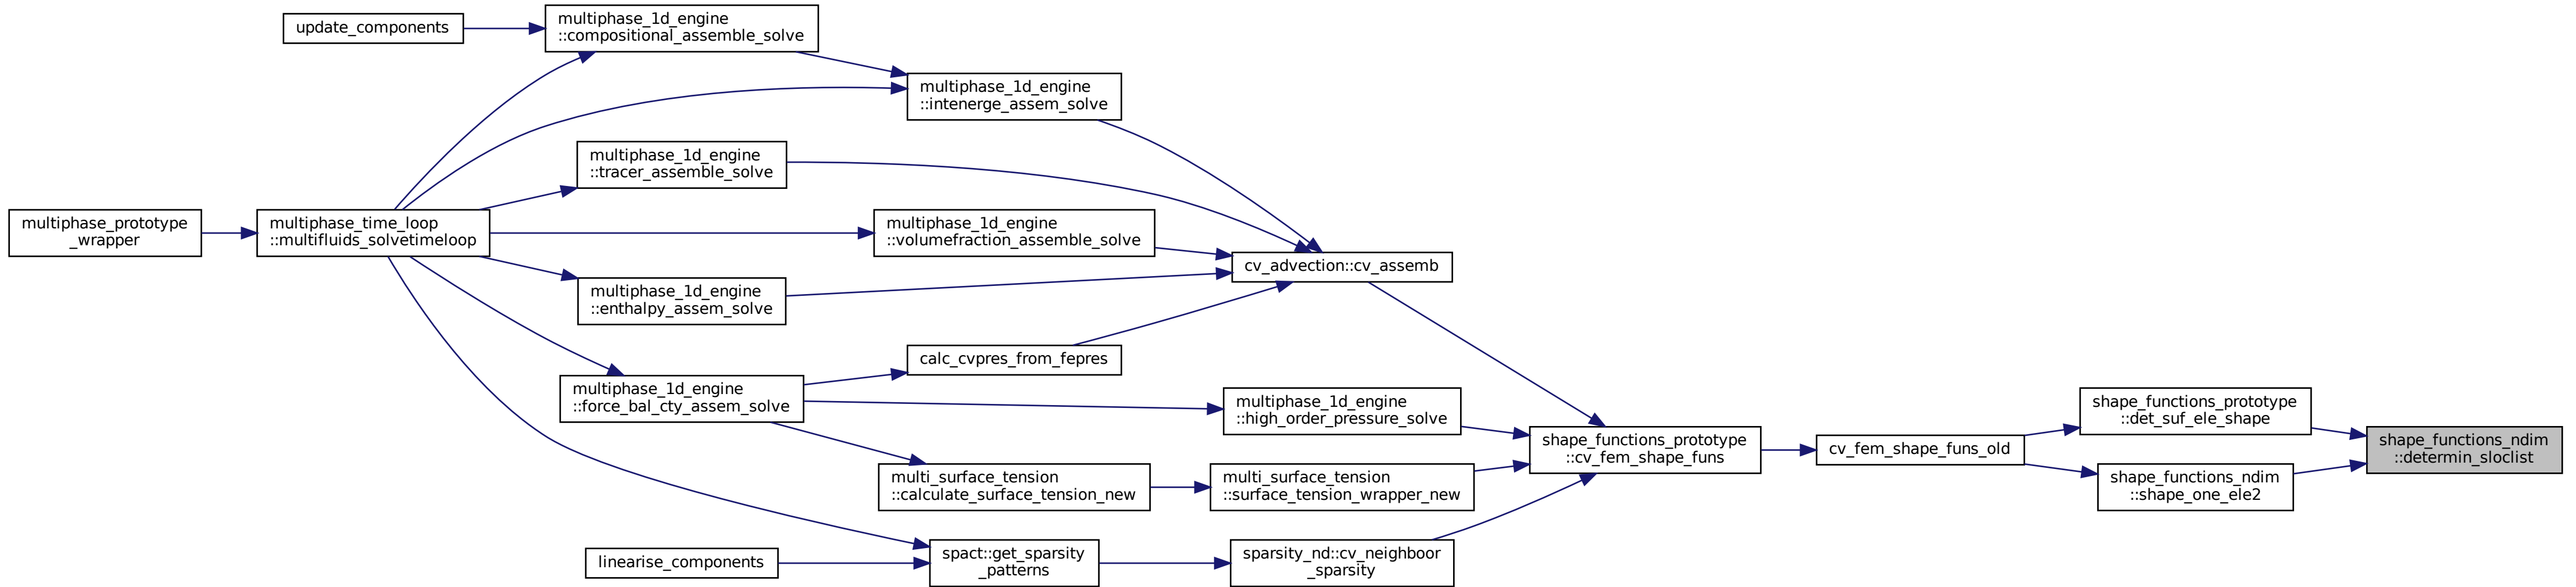 update_components
multiphase_1d_engine
::compositional_assemble_solve
multiphase_1d_engine
::intenerge_assem_solve
multiphase_1d_engine
::tracer_assemble_solve
multiphase_prototype
_wrapper
multiphase_time_loop
::multifluids_solvetimeloop
multiphase_1d_engine
::volumefraction_assemble_solve
cv_advection::cv_assemb
multiphase_1d_engine
::enthalpy_assem_solve
calc_cvpres_from_fepres
multiphase_1d_engine
::force_bal_cty_assem_solve
multiphase_1d_engine
::high_order_pressure_solve
shape_functions_prototype
::cv_fem_shape_funs
cv_fem_shape_funs_old
shape_functions_prototype
::det_suf_ele_shape
shape_functions_ndim
::determin_sloclist
multi_surface_tension
::calculate_surface_tension_new
multi_surface_tension
::surface_tension_wrapper_new
shape_functions_ndim
::shape_one_ele2
linearise_components
spact::get_sparsity
_patterns
sparsity_nd::cv_neighboor
_sparsity